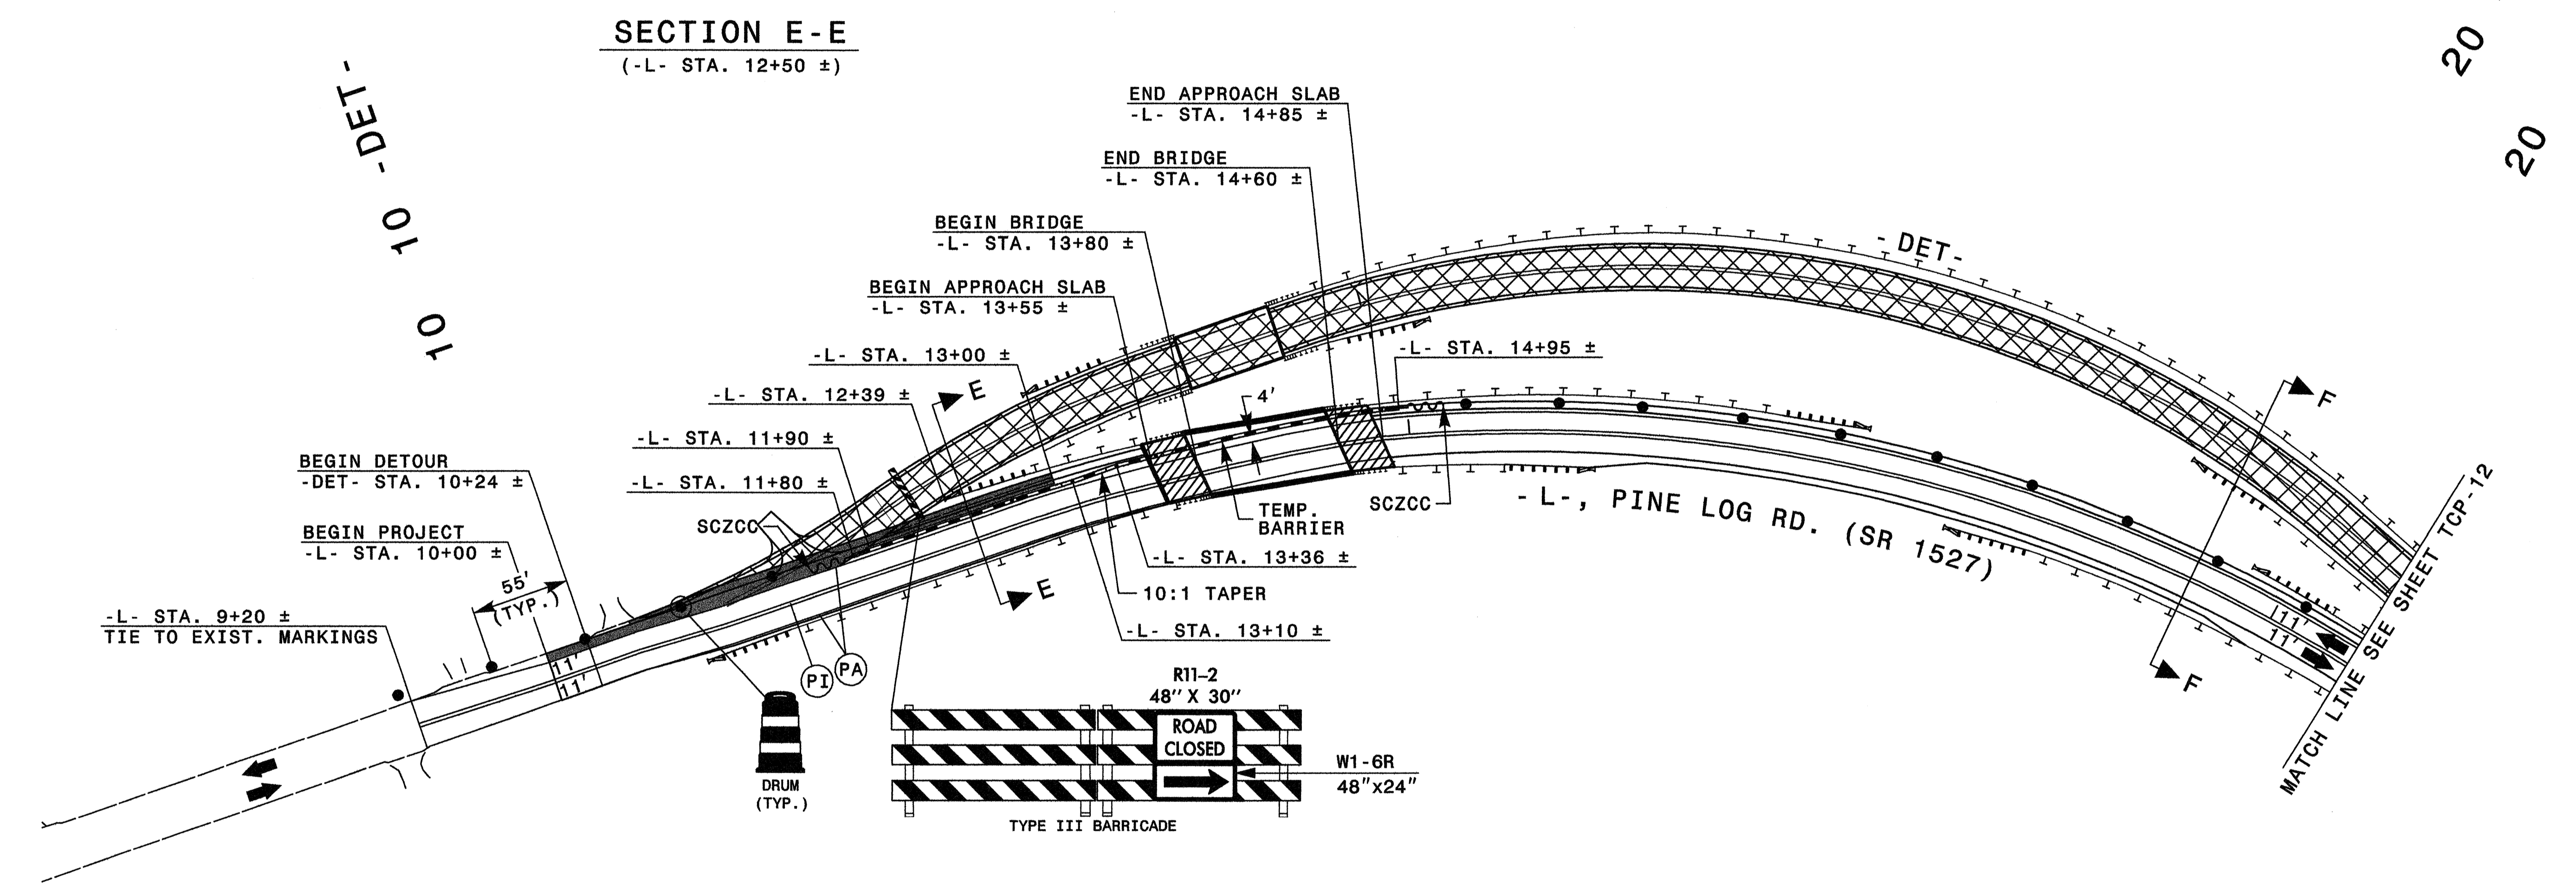 SECTION E-E
(-L- STA. 12+50 ±)
-DET-
10
10
20
20
END APPROACH SLAB
-L- STA. 14+85 ±
END BRIDGE
-L- STA. 14+60 ±
BEGIN BRIDGE
-L- STA. 13+80 ±
BEGIN APPROACH SLAB
-L- STA. 13+55 ±
-L- STA. 13+00 ±
-L- STA. 12+39 ±
-L- STA. 11+90 ±
-L- STA. 11+80 ±
SCZCC
BEGIN DETOUR
-DET- STA. 10+24 ±
BEGIN PROJECT
-L- STA. 10+00 ±
55'
(TYP.)
-L- STA. 9+20 ±
TIE TO EXIST. MARKINGS
11'
11'
E
E
4'
-L- STA. 14+95 ±
-DET-
TEMP.
BARRIER
SCZCC
-L- STA. 13+36 ±
10:1 TAPER
-L- STA. 13+10 ±
PI
PA
-L-, PINE LOG RD. (SR 1527)
F
F
11'
11'
MATCH LINE SEE SHEET TCP-12
DRUM
(TYP.)
R11-2
48" X 30"
ROAD
CLOSED
W1-6R
48"x24"
TYPE III BARRICADE